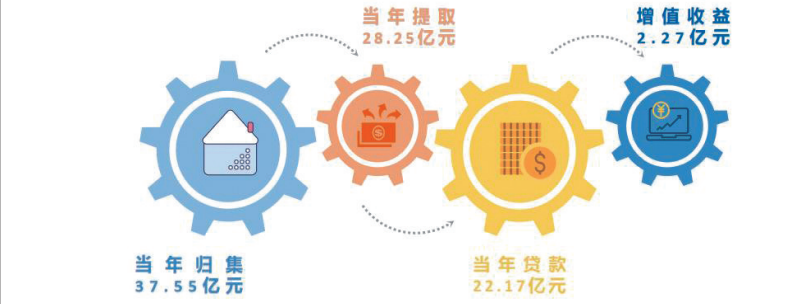 当年提取
28.25亿元
增值收益
2.27亿元
¥
$
$
当年归集
37.55亿元
当年贷款
22.17亿元